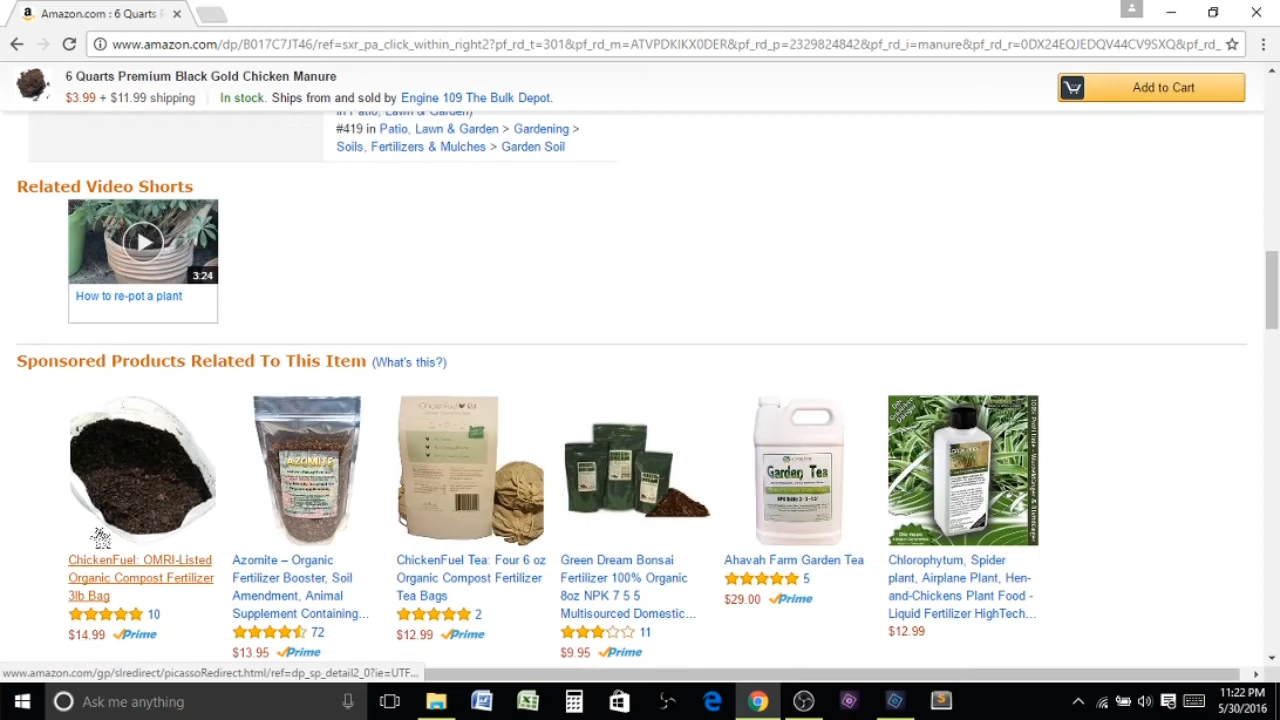 Amazon.com : 6 Quarts P
www.amazon.com/dp/B017C7JT46/ref=sxr_pa_click_within_right2?pf_rd_t=301&pf_rd_m=ATVPDKIKX0DER&pf_rd_p=2329824842&pf_rd_i=manure&pf_rd_r=0DX24EQJEDQV44CV9SXQ&pf_rd_
6 Quarts Premium Black Gold Chicken Manure
$3.99 + $11.99 shipping In stock. Ships from and sold by Engine 109 The Bulk Depot.
Add to Cart
in Patio, Lawn & Garden)
#419 in Patio, Lawn & Garden > Gardening >
Soils, Fertilizers & Mulches > Garden Soil
Related Video Shorts
3:24
How to re-pot a plant
Sponsored Products Related To This Item (What's this?)
AZOMITE
ChickenFuel
Garden Tea
ChickenFuel: OMRI-Listed
Organic Compost Fertilizer
3lb Bag
10
$14.99 Prime
Azomite – Organic
Fertilizer Booster, Soil
Amendment, Animal
Supplement Containing...
72
$13.95 Prime
ChickenFuel Tea: Four 6 oz
Organic Compost Fertilizer
Tea Bags
2
$12.99 Prime
Green Dream Bonsai
Fertilizer 100% Organic
8oz NPK 7 5 5
Multisourced Domestic...
11
$9.95 Prime
Ahavah Farm Garden Tea
5
$29.00 Prime
Chlorophytum, Spider
plant, Airplane Plant, Hen-
and-Chickens Plant Food -
Liquid Fertilizer HighTech...
$12.99
www.amazon.com/gp/slredirect/picassoRedirect.html/ref=dp_sp_detail2_0?ie=UTF...
Ask me anything
11:22 PM
5/30/2016